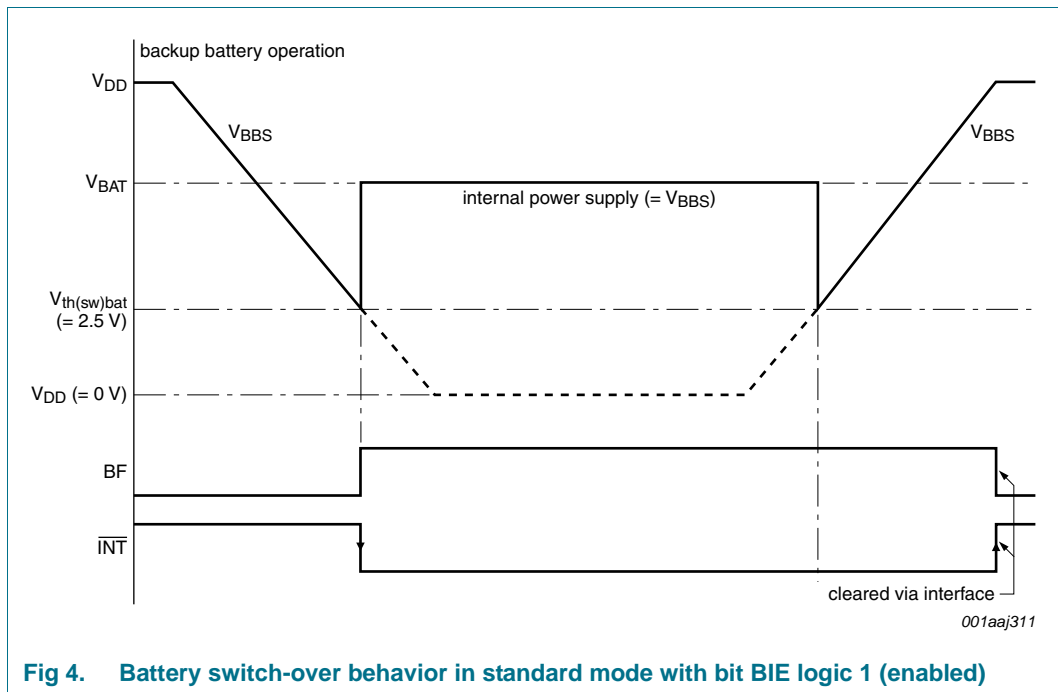 backup battery operation
VDD
VBBS
VBBS
VBAT
internal power supply (= VBBS)
Vth(sw)bat
(= 2.5 V)
VDD (= 0 V)
BF
INT
cleared via interface
001aaj311
Fig 4. Battery switch-over behavior in standard mode with bit BIE logic 1 (enabled)